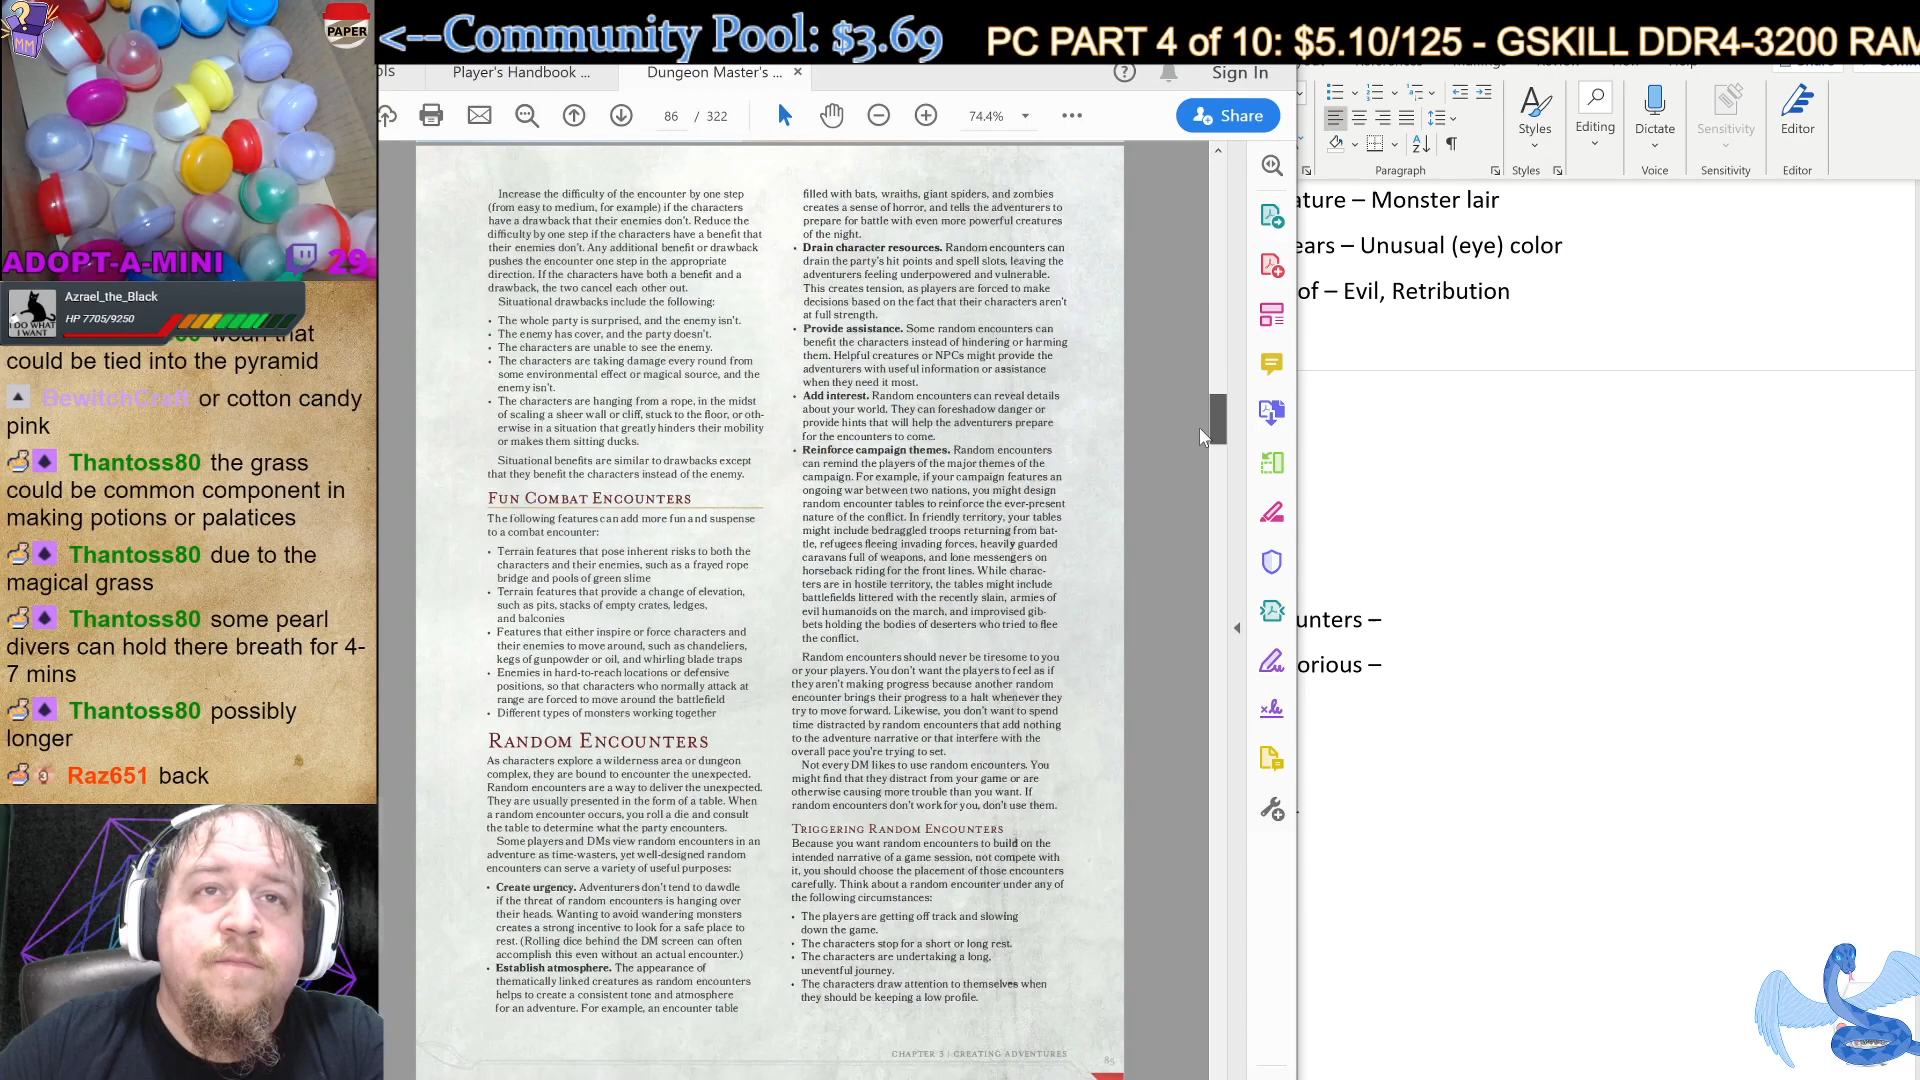 <--Community Pool: $3.69
PC PART 4 of 10: $5.10/125 - GSKILL DDR4-3200 RAM
MM
PAPER
ADOPT-A-MINI
29
Azrael_the_Black
HP 7705/9250
I DO WHAT
I WANT
that
could be tied into the pyramid
BewitchCraft or cotton candy
pink
Thantoss80 the grass
could be common component in
making potions or palatices
Thantoss80 due to the
magical grass
Thantoss80 some pearl
divers can hold there breath for 4-
7 mins
Thantoss80 possibly
longer
Raz651 back
ols
Player's Handbook ...
Dungeon Master's ...
Sign In
86 / 322
74.4%
Share
Increase the difficulty of the encounter by one step
(from easy to medium, for example) if the characters
have a drawback that their enemies don't. Reduce the
difficulty by one step if the characters have a benefit that
their enemies don't. Any additional benefit or drawback
pushes the encounter one step in the appropriate
direction. If the characters have both a benefit and a
drawback, the two cancel each other out.
Situational drawbacks include the following:
• The whole party is surprised, and the enemy isn't.
• The enemy has cover, and the party doesn't.
• The characters are unable to see the enemy.
• The characters are taking damage every round from
some environmental effect or magical source, and the
enemy isn't.
• The characters are hanging from a rope, in the midst
of scaling a sheer wall or cliff, stuck to the floor, or oth-
erwise in a situation that greatly hinders their mobility
or makes them sitting ducks.
Situational benefits are similar to drawbacks except
that they benefit the characters instead of the enemy.
FUN COMBAT ENCOUNTERS
The following features can add more fun and suspense
to a combat encounter:
• Terrain features that pose inherent risks to both the
characters and their enemies, such as a frayed rope
bridge and pools of green slime
• Terrain features that provide a change of elevation,
such as pits, stacks of empty crates, ledges,
and balconies
• Features that either inspire or force characters and
their enemies to move around, such as chandeliers,
kegs of gunpowder or oil, and whirling blade traps
• Enemies in hard-to-reach locations or defensive
positions, so that characters who normally attack at
range are forced to move around the battlefield
• Different types of monsters working together
RANDOM ENCOUNTERS
As characters explore a wilderness area or dungeon
complex, they are bound to encounter the unexpected.
Random encounters are a way to deliver the unexpected.
They are usually presented in the form of a table. When
a random encounter occurs, you roll a die and consult
the table to determine what the party encounters.
Some players and DMs view random encounters in an
adventure as time-wasters, yet well-designed random
encounters can serve a variety of useful purposes:
• Create urgency. Adventurers don't tend to dawdle
if the threat of random encounters is hanging over
their heads. Wanting to avoid wandering monsters
creates a strong incentive to look for a safe place to
rest. (Rolling dice behind the DM screen can often
accomplish this even without an actual encounter.)
• Establish atmosphere. The appearance of
thematically linked creatures as random encounters
helps to create a consistent tone and atmosphere
for an adventure. For example, an encounter table
filled with bats, wraiths, giant spiders, and zombies
creates a sense of horror, and tells the adventurers to
prepare for battle with even more powerful creatures
of the night.
• Drain character resources. Random encounters can
drain the party's hit points and spell slots, leaving the
adventurers feeling underpowered and vulnerable.
This creates tension, as players are forced to make
decisions based on the fact that their characters aren't
at full strength.
• Provide assistance. Some random encounters can
benefit the characters instead of hindering or harming
them. Helpful creatures or NPCs might provide the
adventurers with useful information or assistance
when they need it most.
• Add interest. Random encounters can reveal details
about your world. They can foreshadow danger or
provide hints that will help the adventurers prepare
for the encounters to come.
• Reinforce campaign themes. Random encounters
can remind the players of the major themes of the
campaign. For example, if your campaign features an
ongoing war between two nations, you might design
random encounter tables to reinforce the ever-present
nature of the conflict. In friendly territory, your tables
might include bedraggled troops returning from bat-
tle, refugees fleeing invading forces, heavily guarded
caravans full of weapons, and lone messengers on
horseback riding for the front lines. While charac-
ters are in hostile territory, the tables might include
battlefields littered with the recently slain, armies of
evil humanoids on the march, and improvised gib-
bets holding the bodies of deserters who tried to flee
the conflict.
Random encounters should never be tiresome to you
or your players. You don't want the players to feel as if
they aren't making progress because another random
encounter brings their progress to a halt whenever they
try to move forward. Likewise, you don't want to spend
time distracted by random encounters that add nothing
to the adventure narrative or that interfere with the
overall pace you're trying to set.
Not every DM likes to use random encounters. You
might find that they distract from your game or are
otherwise causing more trouble than you want. If
random encounters don't work for you, don't use them.
TRIGGERING RANDOM ENCOUNTERS
Because you want random encounters to build on the
intended narrative of a game session, not compete with
it, you should choose the placement of those encounters
carefully. Think about a random encounter under any of
the following circumstances:
• The players are getting off track and slowing
down the game.
• The characters stop for a short or long rest.
• The characters are undertaking a long,
uneventful journey.
• The characters draw attention to themselves when
they should be keeping a low profile.
CHAPTER 3 | CREATING ADVENTURES
85
Styles
Editing
Dictate
Sensitivity
Editor
Paragraph
Styles
Voice
Sensitivity
Editor
ature – Monster lair
ears – Unusual (eye) color
of – Evil, Retribution
unters –
orious –